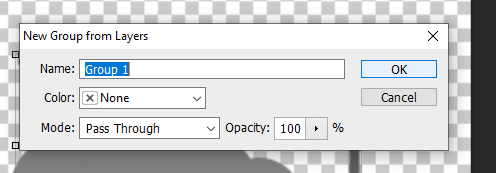 New Group from Layers
Name: Group 1 OK
Color: None Cancel
Mode: Pass Through Opacity: 100 %